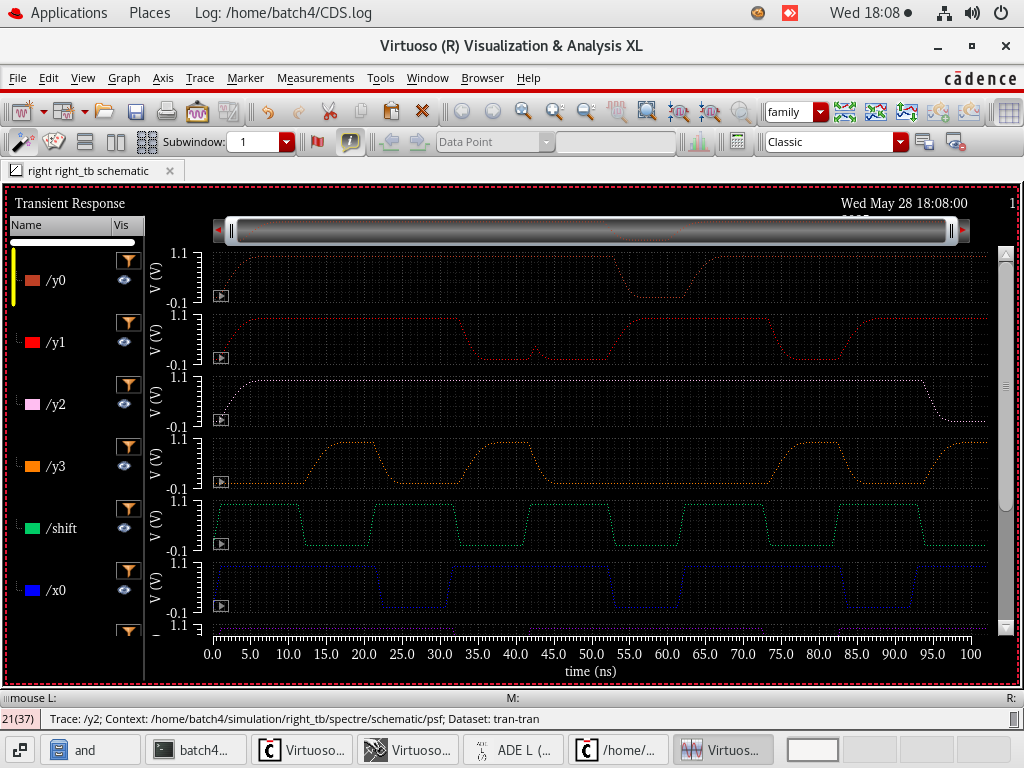 Applications Places Log: /home/batch4/CDS.log Wed 18:08
Virtuoso (R) Visualization & Analysis XL
File Edit View Graph Axis Trace Marker Measurements Tools Window Browser Help cādence
family
Subwindow: 1 Data Point Classic
right right_tb schematic
Transient Response Wed May 28 18:08:00 1
Name Vis
1.1
/y0 V (V)
-0.1
1.1
/y1 V (V)
-0.1
1.1
/y2 V (V)
-0.1
1.1
/y3 V (V)
-0.1
1.1
/shift V (V)
-0.1
1.1
/x0 V (V)
-0.1
1.1
0.0 5.0 10.0 15.0 20.0 25.0 30.0 35.0 40.0 45.0 50.0 55.0 60.0 65.0 70.0 75.0 80.0 85.0 90.0 95.0 100
time (ns)
mouse L: M: R:
21(37) Trace: /y2; Context: /home/batch4/simulation/right_tb/spectre/schematic/psf; Dataset: tran-tran
and batch4... Virtuoso... Virtuoso... ADE L (... /home/... Virtuos...